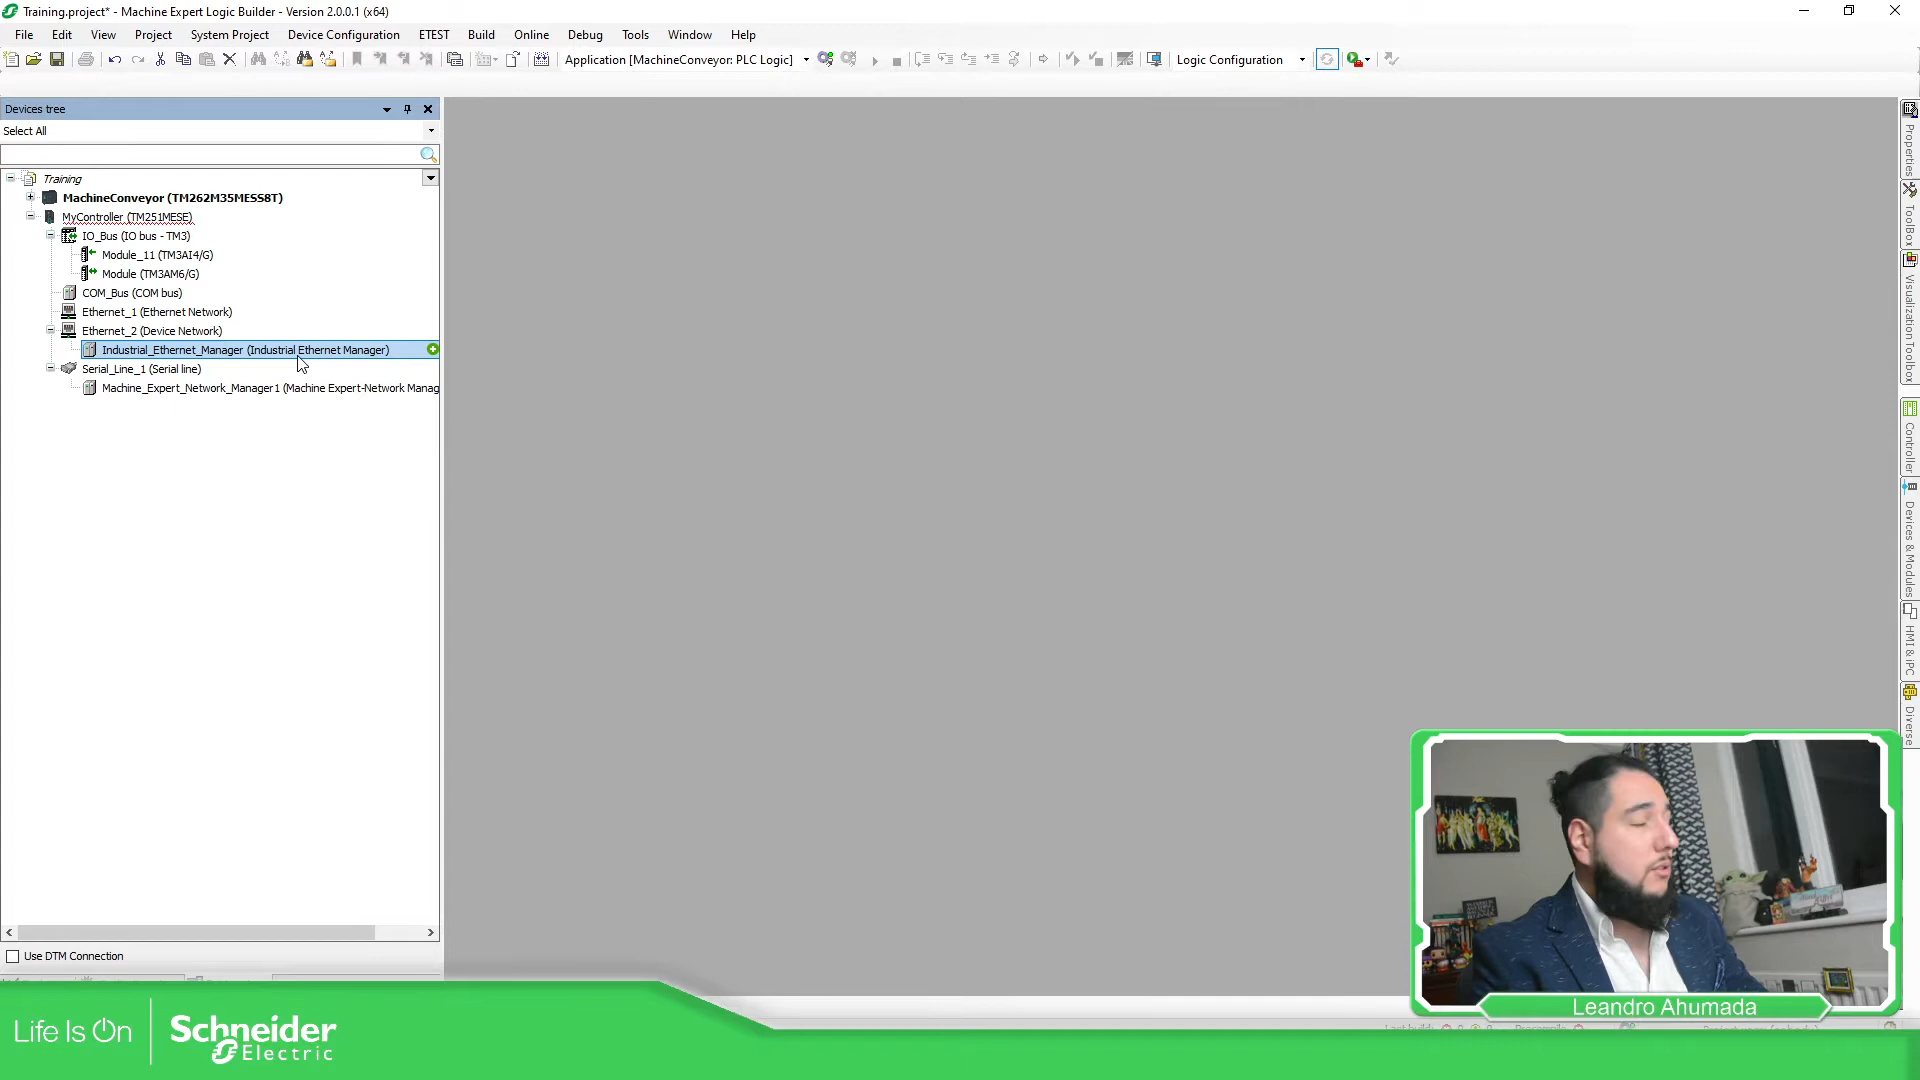 Training.project* - Machine Expert Logic Builder - Version 2.0.0.1 (x64)
File Edit View Project System Project Device Configuration ETEST Build Online Debug Tools Window Help
Application [MachineConveyor: PLC Logic]
Logic Configuration
Devices tree
Select All
Training
MachineConveyor (TM262M35MESS8T)
MyController (TM251MESE)
IO_Bus (IO bus - TM3)
Module_11 (TM3AI4/G)
Module (TM3AM6/G)
COM_Bus (COM bus)
Ethernet_1 (Ethernet Network)
Ethernet_2 (Device Network)
Industrial_Ethernet_Manager (Industrial Ethernet Manager)
Serial_Line_1 (Serial line)
Machine_Expert_Network_Manager1 (Machine Expert-Network Manag
Use DTM Connection
Properties
ToolBox
Visualization Toolbox
Controller
Devices & Modules
HMI & iPC
Diverse
Leandro Ahumada
Life Is On
Schneider
Electric